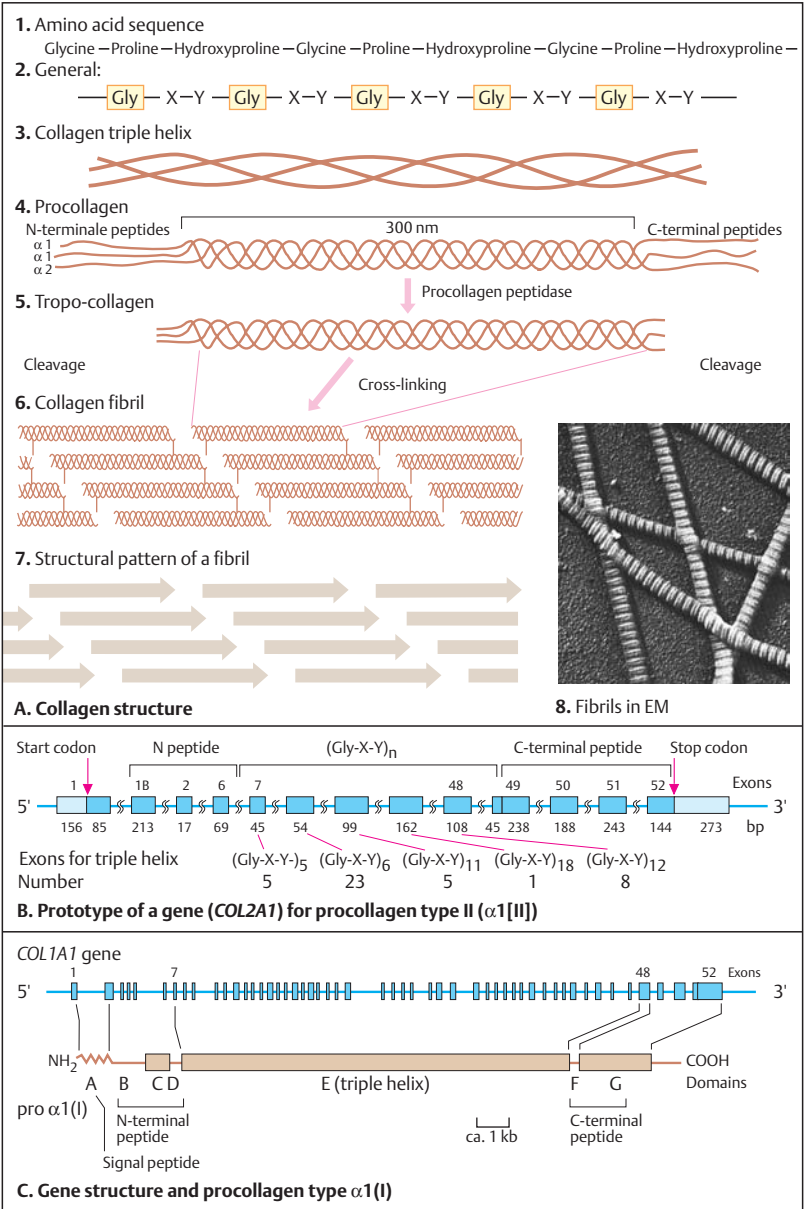 1. Amino acid sequence
Glycine – Proline – Hydroxyproline – Glycine – Proline – Hydroxyproline – Glycine – Proline – Hydroxyproline –
2. General:
Gly X–Y Gly X–Y Gly X–Y Gly X–Y Gly X–Y
3. Collagen triple helix
4. Procollagen
N-terminale peptides 300 nm C-terminal peptides
α 1
α 1
α 2
Procollagen peptidase
5. Tropo-collagen
Cleavage Cleavage
Cross-linking
6. Collagen fibril
7. Structural pattern of a fibril
A. Collagen structure
8. Fibrils in EM
Start codon N peptide (Gly-X-Y)n C-terminal peptide Stop codon
1 1B 2 6 7 48 49 50 51 52 Exons
5' 3'
156 85 213 17 69 45 54 99 162 108 45 238 188 243 144 273 bp
Exons for triple helix (Gly-X-Y-)5 (Gly-X-Y)6 (Gly-X-Y)11 (Gly-X-Y)18 (Gly-X-Y)12
Number 5 23 5 1 8
B. Prototype of a gene (COL2A1) for procollagen type II (α1[II])
COL1A1 gene
1 7 48 52 Exons
5' 3'
NH2 COOH
A B C D E (triple helix) F G Domains
pro α1(I)
N-terminal peptide
ca. 1 kb
C-terminal peptide
Signal peptide
C. Gene structure and procollagen type α1(I)